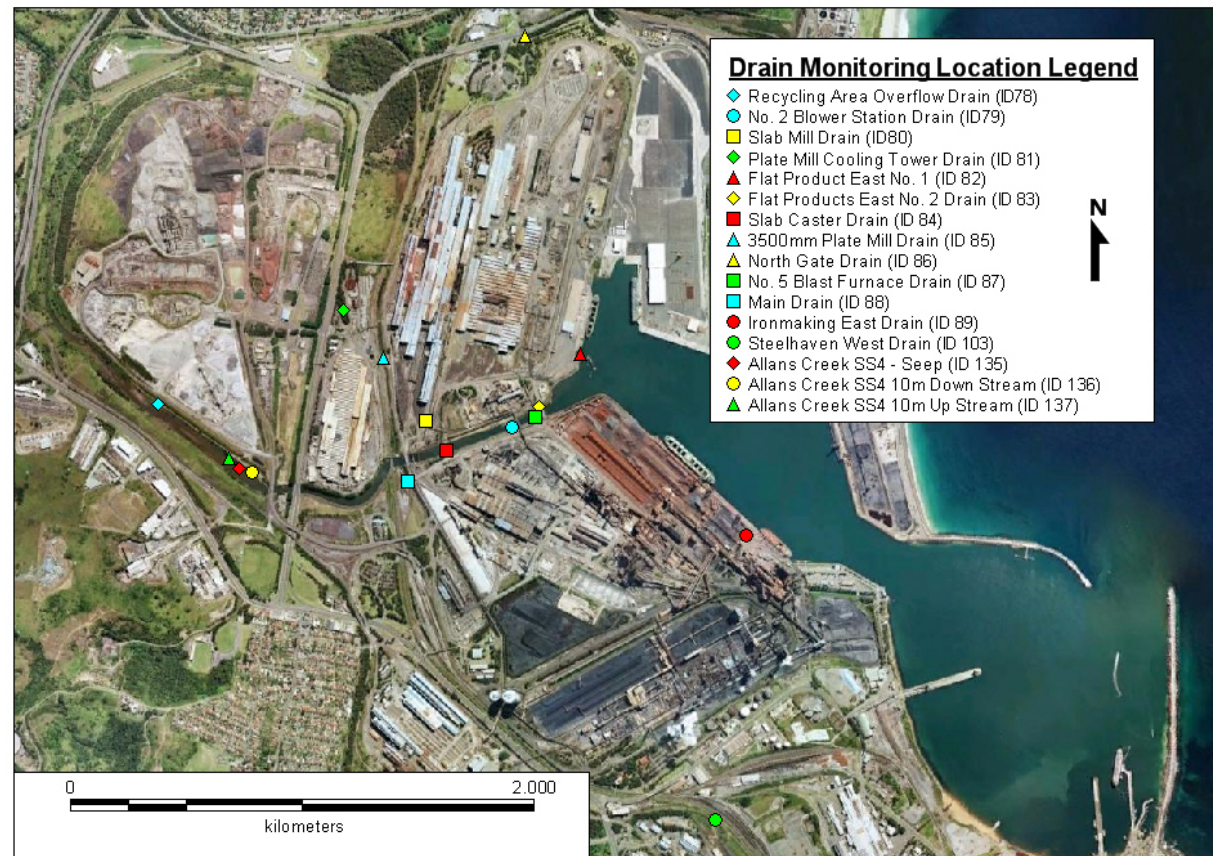 Drain Monitoring Location Legend
Recycling Area Overflow Drain (ID78)
No. 2 Blower Station Drain (ID79)
Slab Mill Drain (ID80)
Plate Mill Cooling Tower Drain (ID 81)
Flat Product East No. 1 (ID 82)
Flat Products East No. 2 Drain (ID 83)
Slab Caster Drain (ID 84)
3500mm Plate Mill Drain (ID 85)
North Gate Drain (ID 86)
No. 5 Blast Furnace Drain (ID 87)
Main Drain (ID 88)
Ironmaking East Drain (ID 89)
Steelhaven West Drain (ID 103)
Allans Creek SS4 - Seep (ID 135)
Allans Creek SS4 10m Down Stream (ID 136)
Allans Creek SS4 10m Up Stream (ID 137)
N
0 2.000
kilometers